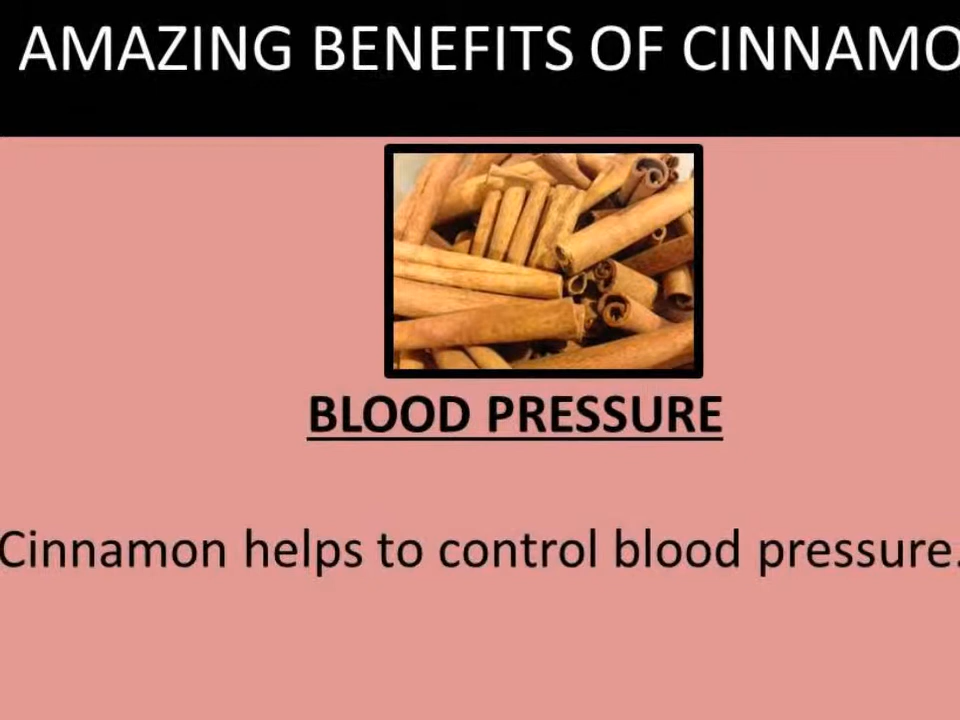 AMAZING BENEFITS OF CINNAMO
BLOOD PRESSURE
Cinnamon helps to control blood pressure.